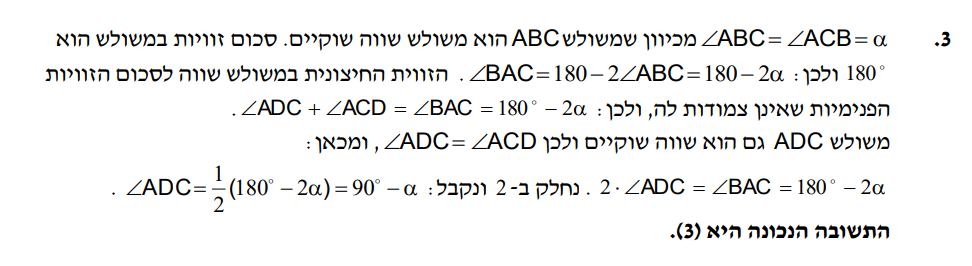 3. ∠ABC = ∠ACB = α מכיוון שמשולש ABC הוא משולש שווה שוקיים. סכום זוויות במשולש הוא
180° ולכן: ∠BAC = 180 − 2∠ABC = 180 − 2α . הזווית החיצונית במשולש שווה לסכום הזוויות
הפנימיות שאינן צמודות לה, ולכן: ∠ADC + ∠ACD = ∠BAC = 180° − 2α .
משולש ADC גם הוא שווה שוקיים ולכן ∠ADC = ∠ACD , ומכאן:
2 · ∠ADC = ∠BAC = 180° − 2α . נחלק ב- 2 ונקבל: ∠ADC = 1/2 (180° − 2α) = 90° − α .
התשובה הנכונה היא (3).